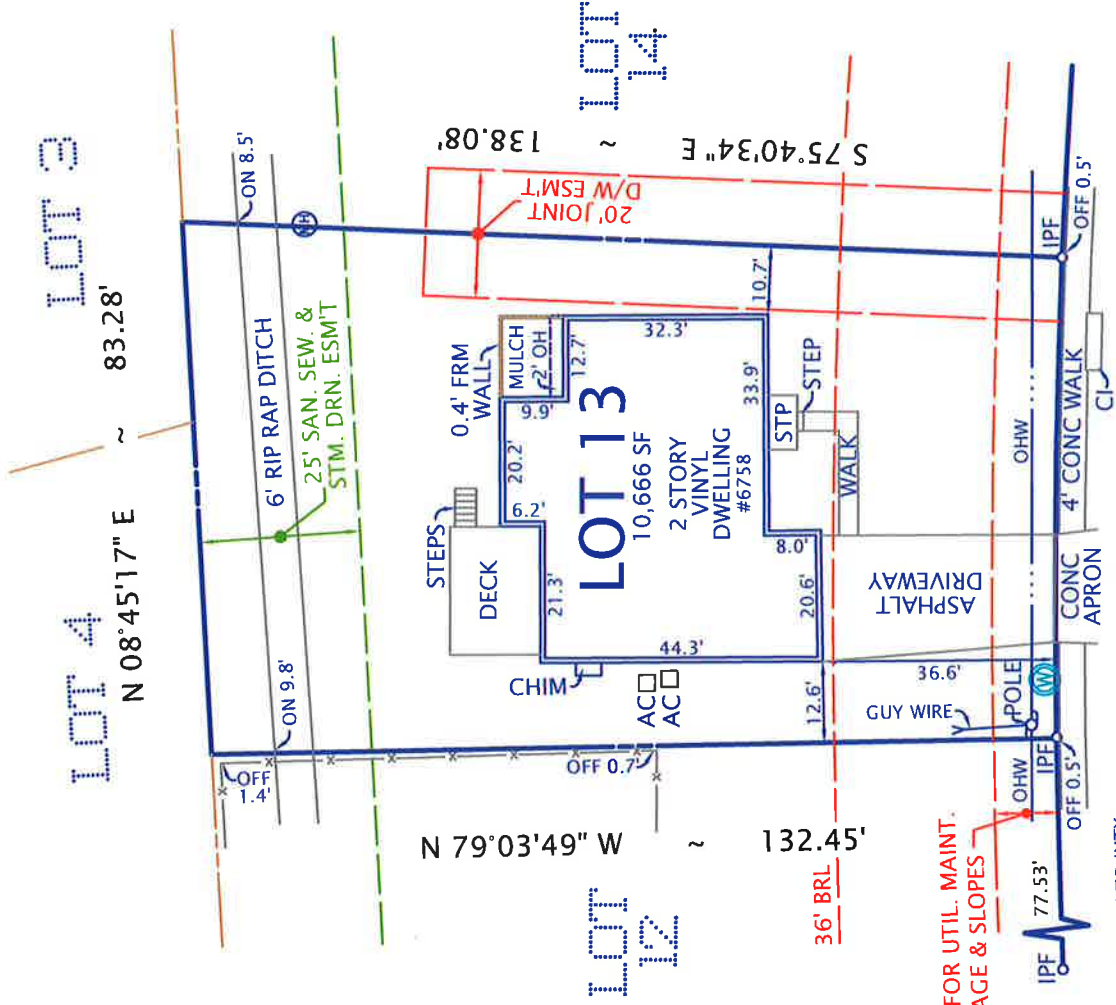 LOT 3
LOT 4
N 08°45'17" E ~ 83.28'
ON 8.5'
MH
6' RIP RAP DITCH
25' SAN. SEW. &
STM. DRN. ESM'T
ON 9.8'
OFF
1.4'
OFF 0.7'
LOT
14
S 75°40'34" E ~ 138.08'
20' JOINT
D/W ESM'T
0.4' FRM
WALL
MULCH
2' OH
12.7'
9.9'
20.2'
6.2'
STEPS
DECK
21.3'
32.3'
10.7'
33.9'
LOT 13
10,666 SF
2 STORY
VINYL
DWELLING
#6758
STP
STEP
WALK
8.0'
20.6'
44.3'
CHIM
AC
AC
12.6'
36.6'
ASPHALT
DRIVEWAY
GUY WIRE
POLE
W
N 79°03'49" W ~ 132.45'
LOT
12
36' BRL
FOR UTIL. MAINT.
AGE & SLOPES
OHW
OHW
IPF
OFF 0.5'
IPF
OFF 0.5'
CONC
APRON
4' CONC WALK
CI
IPF
77.53'